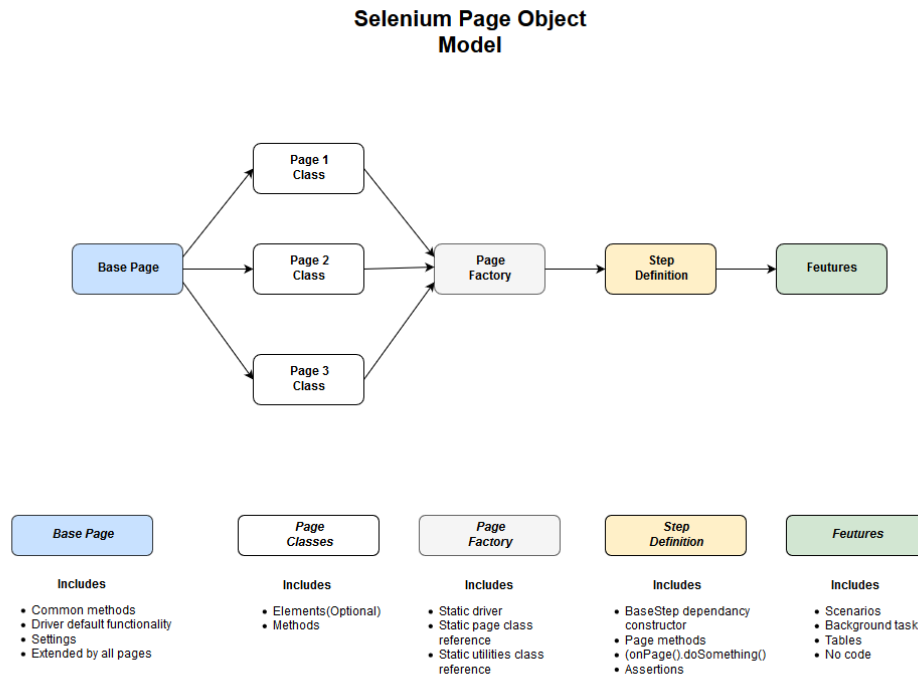 Selenium Page Object
Model
Page 1
Class
Base Page
Page 2
Class
Page
Factory
Step
Definition
Feutures
Page 3
Class
Base Page
Page
Classes
Page
Factory
Step
Definition
Feutures
Includes
• Common methods
• Driver default functionality
• Settings
• Extended by all pages
Includes
• Elements(Optional)
• Methods
Includes
• Static driver
• Static page class
reference
• Static utilities class
reference
Includes
• BaseStep dependancy
constructor
• Page methods
• (onPage().doSomething()
• Assertions
Includes
• Scenarios
• Background task
• Tables
• No code